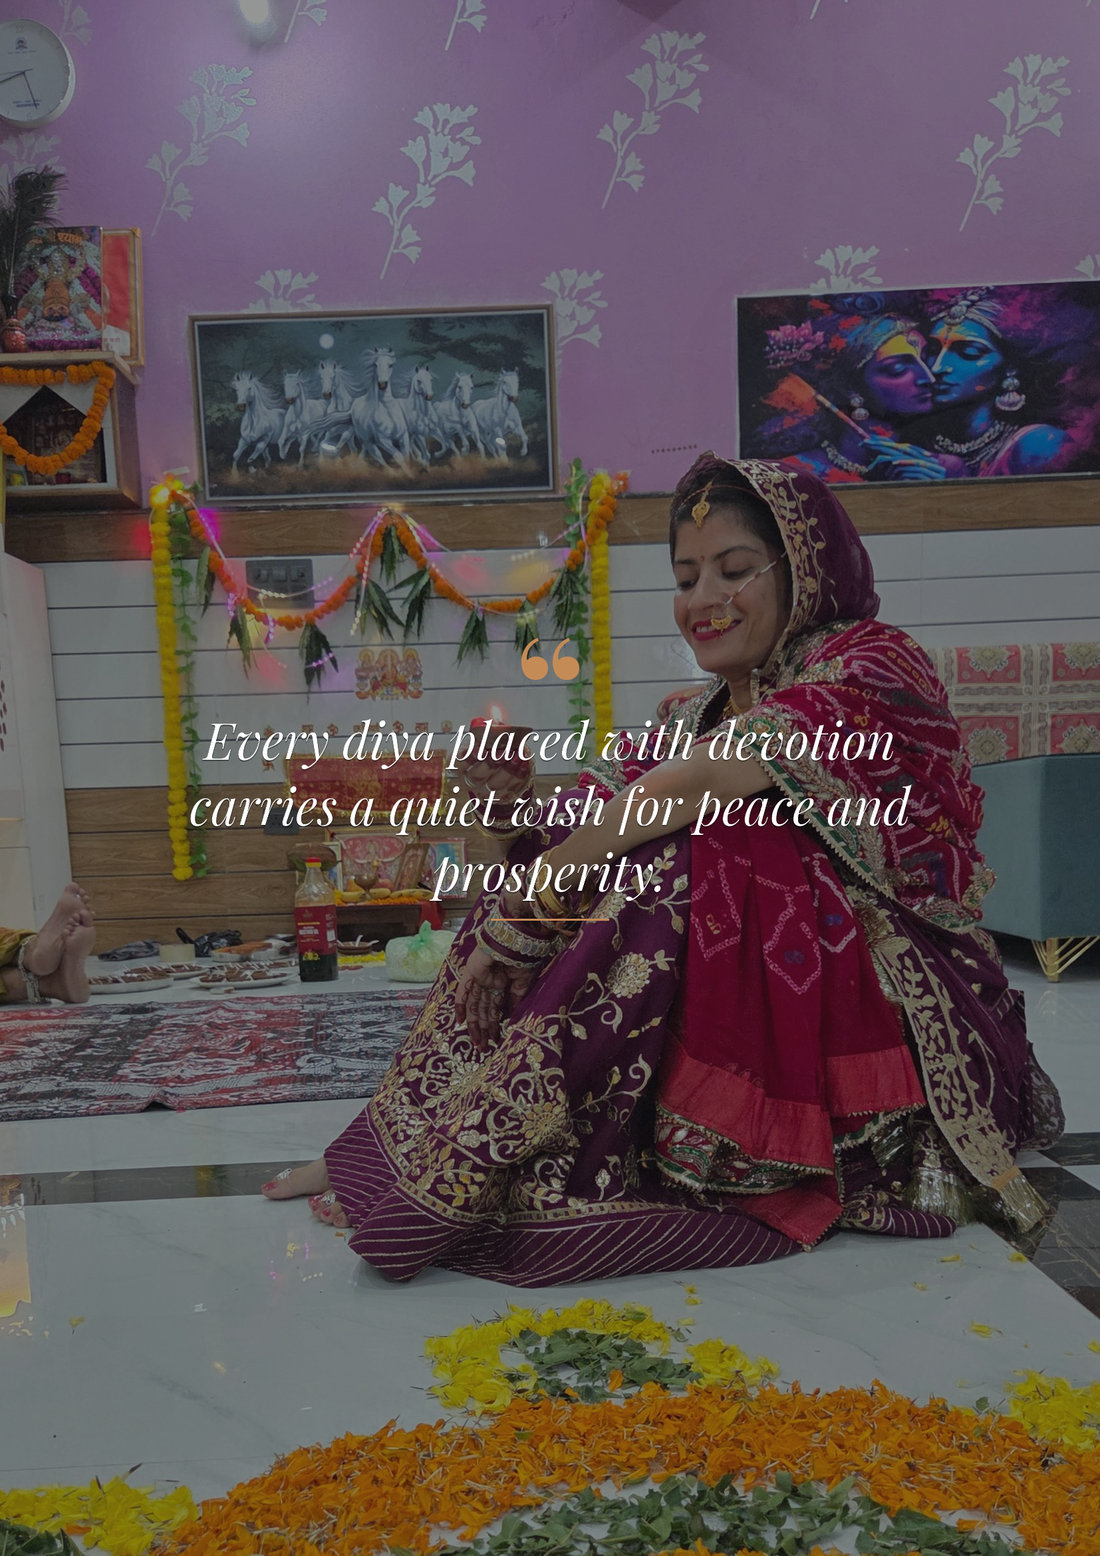 Every diya placed with devotion
carries a quiet wish for peace and
prosperity.